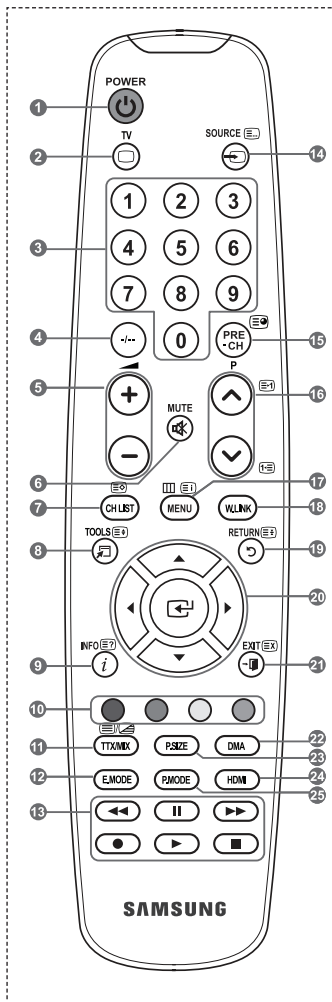 POWER
1
TV
SOURCE
2
14
1 2 3
3
4 5 6
7 8 9
4
-/--
0
PRE
-CH
15
P
5
+
MUTE
16
−
6
17
7
CH LIST
MENU
W.LINK
18
TOOLS
RETURN
8
19
20
INFO
EXIT
9
i
21
10
11
TTX/MIX
P.SIZE
DMA
22
23
12
E.MODE
P.MODE
HDMI
24
25
13
SAMSUNG